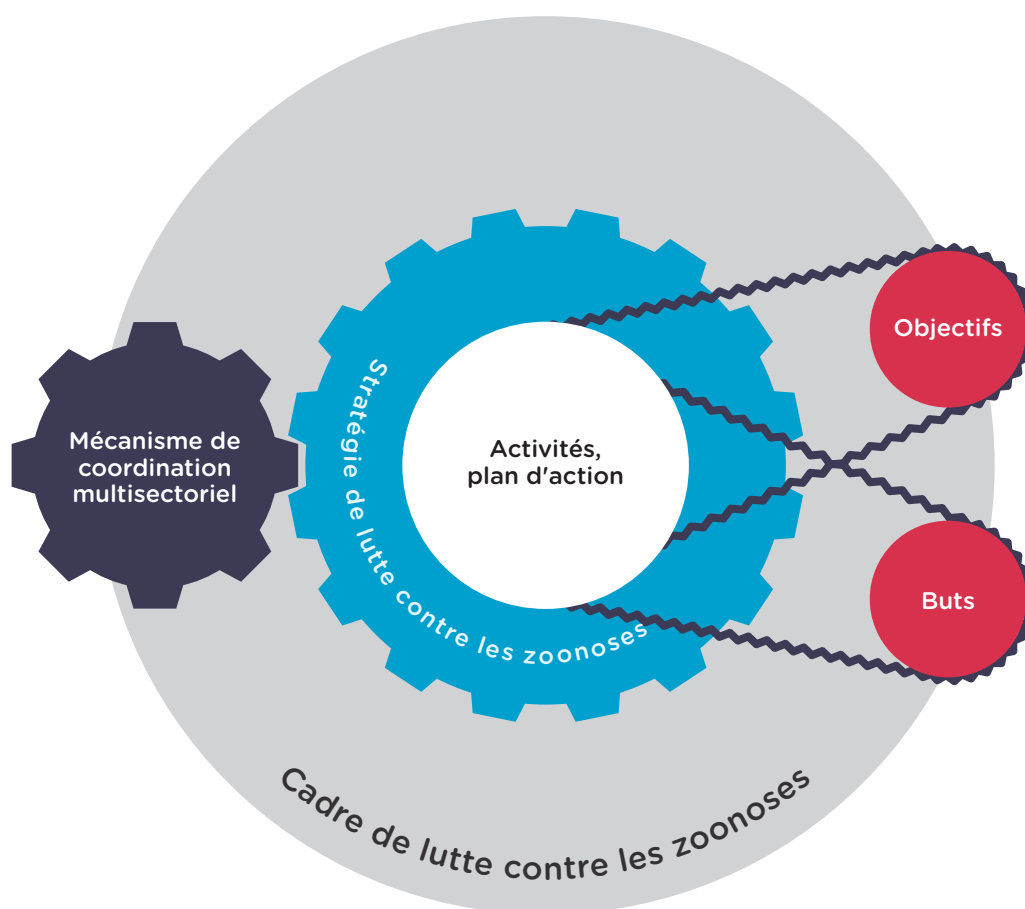 Objectifs
Mécanisme de
coordination
multisectoriel
Stratégie de lutte contre les zoonoses
Activités,
plan d'action
Buts
Cadre de lutte contre les zoonoses